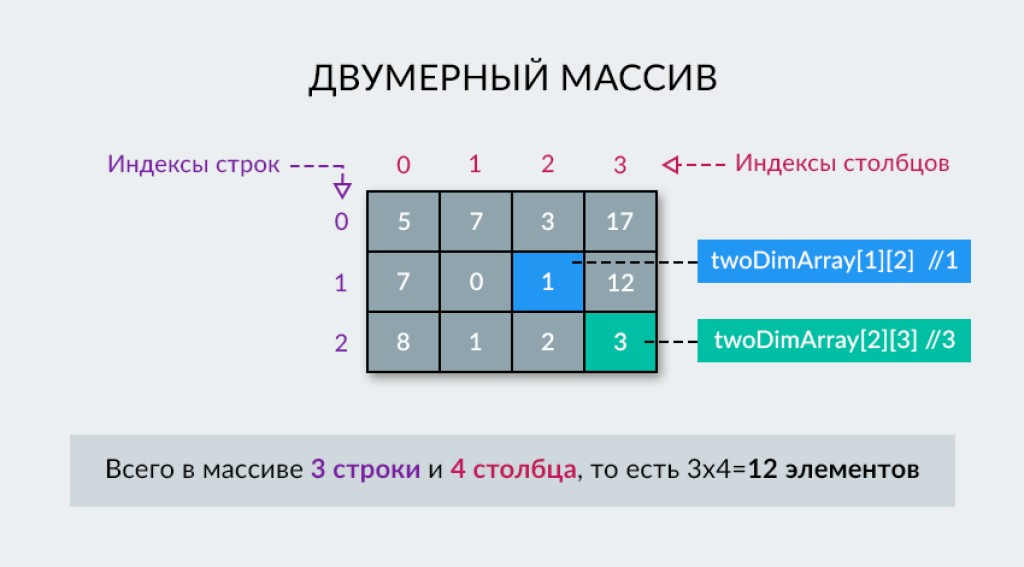 ДВУМЕРНЫЙ МАССИВ
Индексы строк 0 1 2 3 Индексы столбцов
0 5 7 3 17
1 7 0 1 12 twoDimArray[1][2] //1
2 8 1 2 3 twoDimArray[2][3] //3
Всего в массиве 3 строки и 4 столбца, то есть 3x4=12 элементов